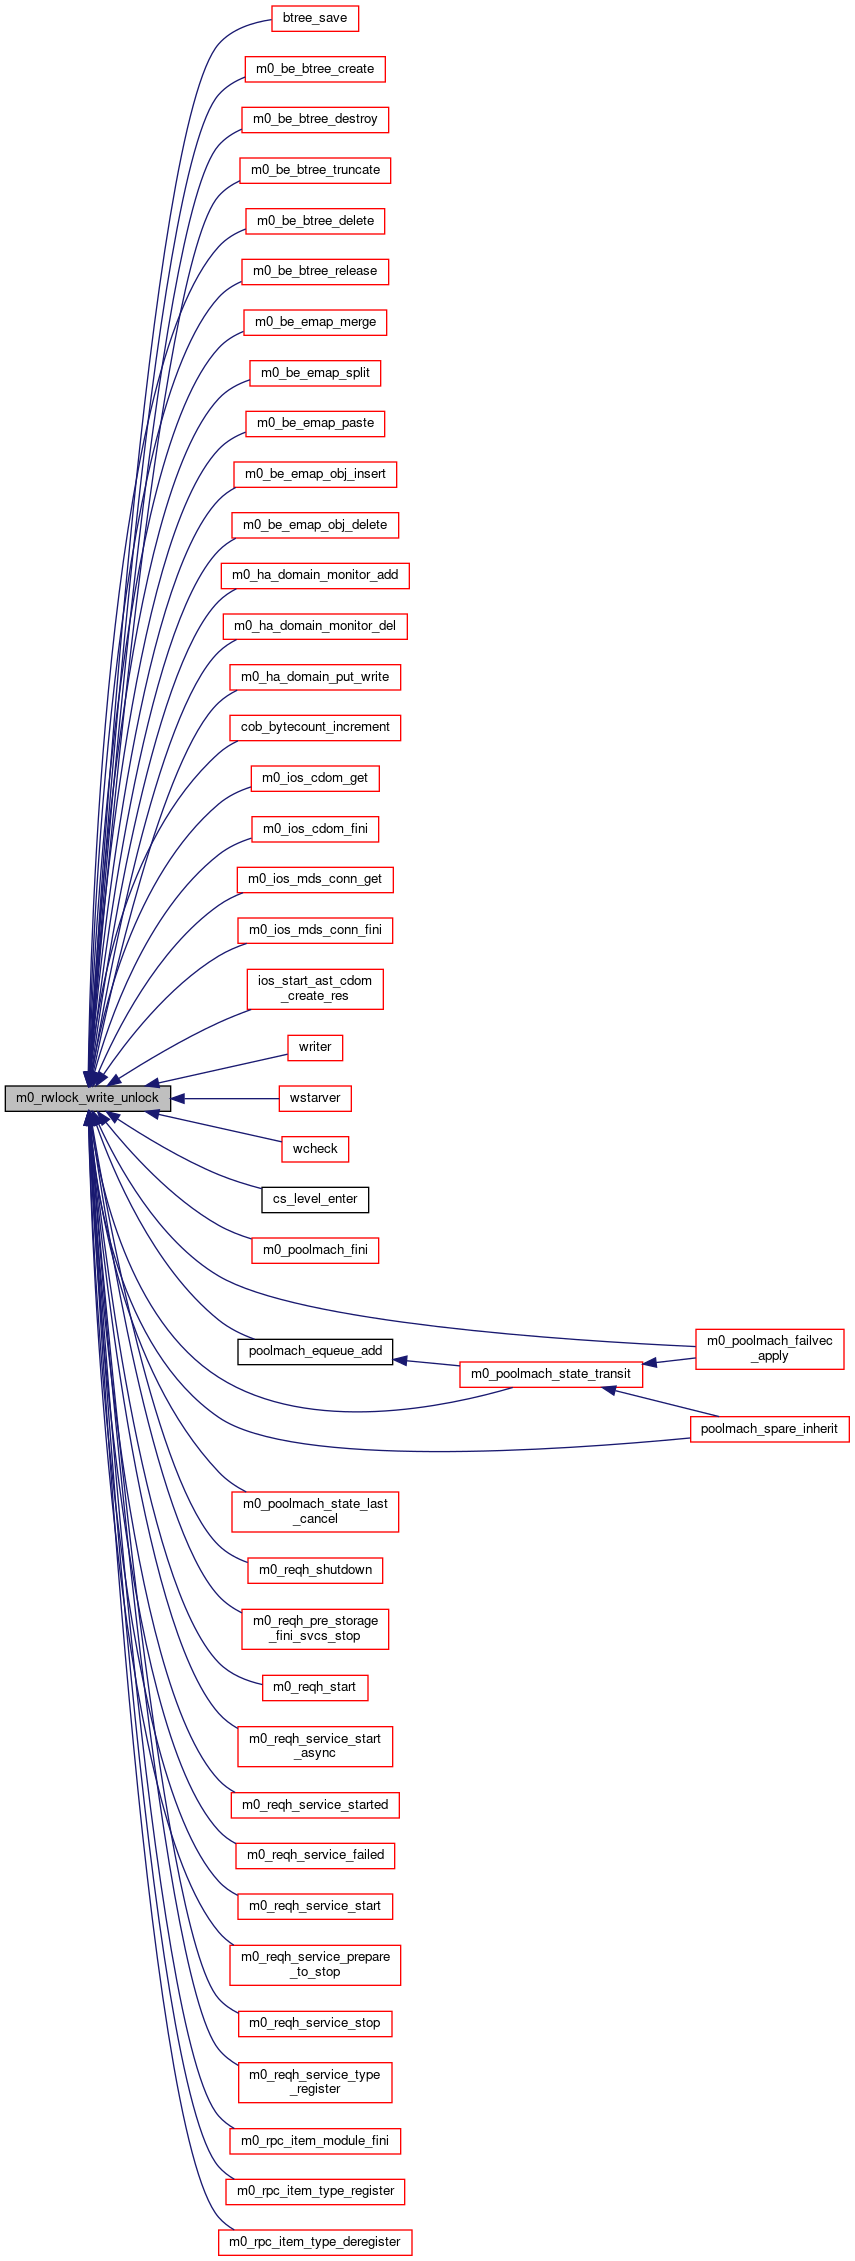 btree_save
m0_be_btree_create
m0_be_btree_destroy
m0_be_btree_truncate
m0_be_btree_delete
m0_be_btree_release
m0_be_emap_merge
m0_be_emap_split
m0_be_emap_paste
m0_be_emap_obj_insert
m0_be_emap_obj_delete
m0_ha_domain_monitor_add
m0_ha_domain_monitor_del
m0_ha_domain_put_write
cob_bytecount_increment
m0_ios_cdom_get
m0_ios_cdom_fini
m0_ios_mds_conn_get
m0_ios_mds_conn_fini
ios_start_ast_cdom
_create_res
writer
m0_rwlock_write_unlock
wstarver
wcheck
cs_level_enter
m0_poolmach_fini
poolmach_equeue_add
m0_poolmach_state_transit
m0_poolmach_failvec
_apply
poolmach_spare_inherit
m0_poolmach_state_last
_cancel
m0_reqh_shutdown
m0_reqh_pre_storage
_fini_svcs_stop
m0_reqh_start
m0_reqh_service_start
_async
m0_reqh_service_started
m0_reqh_service_failed
m0_reqh_service_start
m0_reqh_service_prepare
_to_stop
m0_reqh_service_stop
m0_reqh_service_type
_register
m0_rpc_item_module_fini
m0_rpc_item_type_register
m0_rpc_item_type_deregister